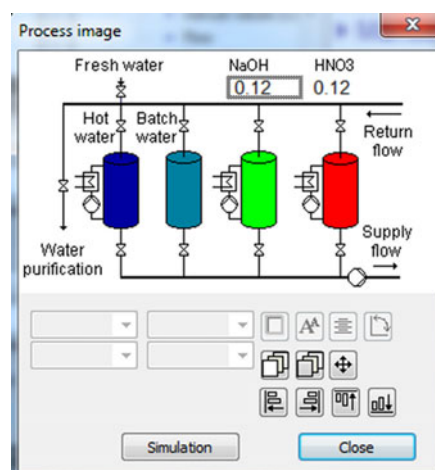 Process image
Fresh water
NaOH
HNO3
0.12
0.12
Hot
water
Batch
water
Return
flow
Supply
flow
Water
purification
Simulation
Close